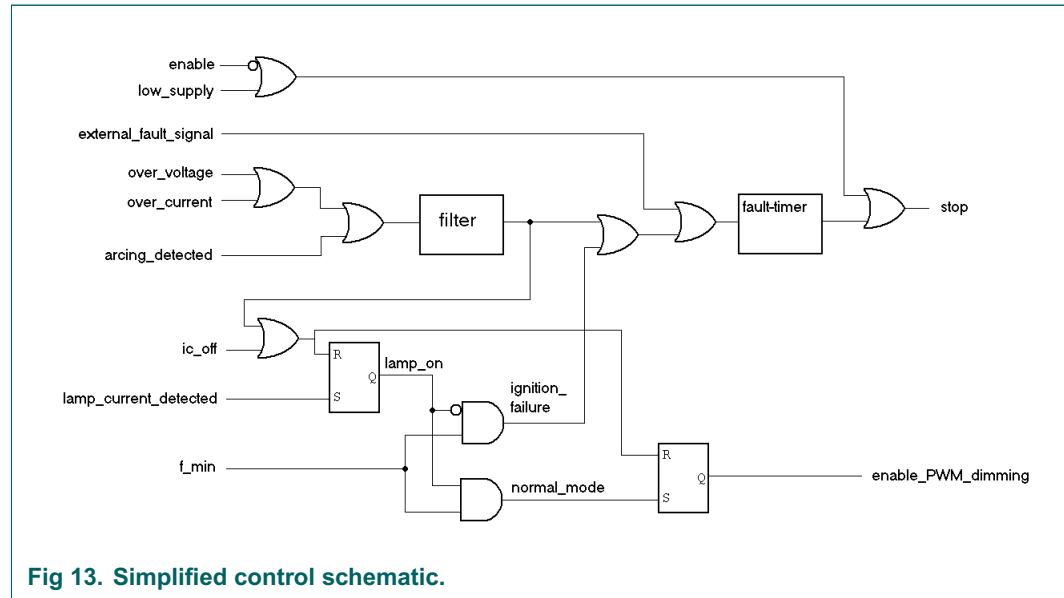 enable
low_supply
external_fault_signal
over_voltage
over_current
arcing_detected
filter
fault-timer
stop
ic_off
R
Q
S
lamp_on
lamp_current_detected
ignition_
failure
f_min
normal_mode
R
Q
S
enable_PWM_dimming
Fig 13. Simplified control schematic.